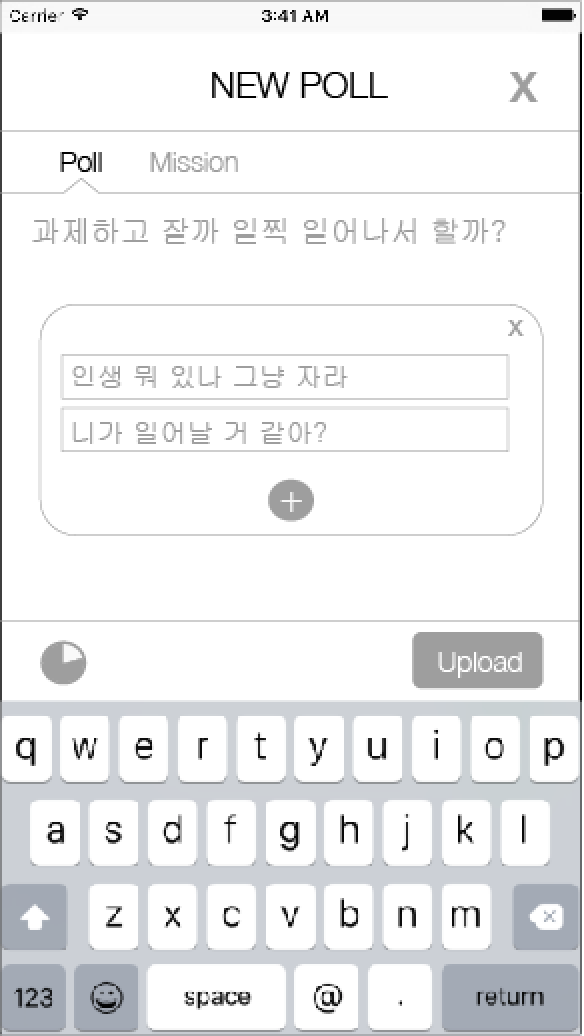 Carrier 3:41 AM
NEW POLL X
Poll Mission
과제하고 잘까 일찍 일어나서 할까?
x
인생 뭐 있나 그냥 자라
니가 일어날 거 같아?
+
Upload
q w e r t y u i o p
a s d f g h j k l
z x c v b n m
123 space @ . return